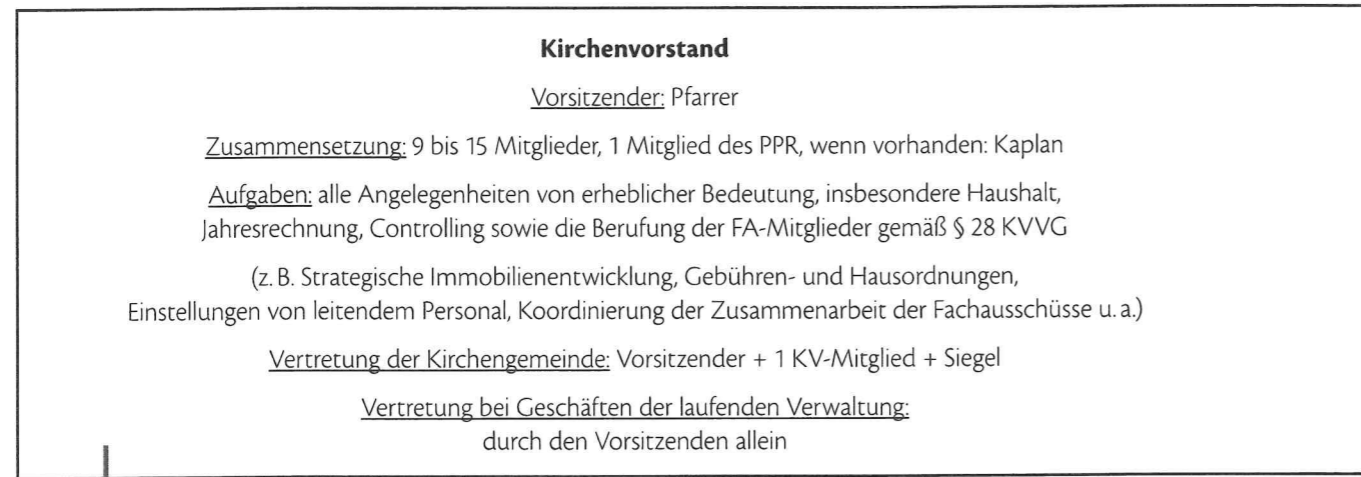 Kirchenvorstand
Vorsitzender: Pfarrer
Zusammensetzung: 9 bis 15 Mitglieder, 1 Mitglied des PPR, wenn vorhanden: Kaplan
Aufgaben: alle Angelegenheiten von erheblicher Bedeutung, insbesondere Haushalt,
Jahresrechnung, Controlling sowie die Berufung der FA-Mitglieder gemäß § 28 KVVG
(z. B. Strategische Immobilienentwicklung, Gebühren- und Hausordnungen,
Einstellungen von leitendem Personal, Koordinierung der Zusammenarbeit der Fachausschüsse u. a.)
Vertretung der Kirchengemeinde: Vorsitzender + 1 KV-Mitglied + Siegel
Vertretung bei Geschäften der laufenden Verwaltung:
durch den Vorsitzenden allein